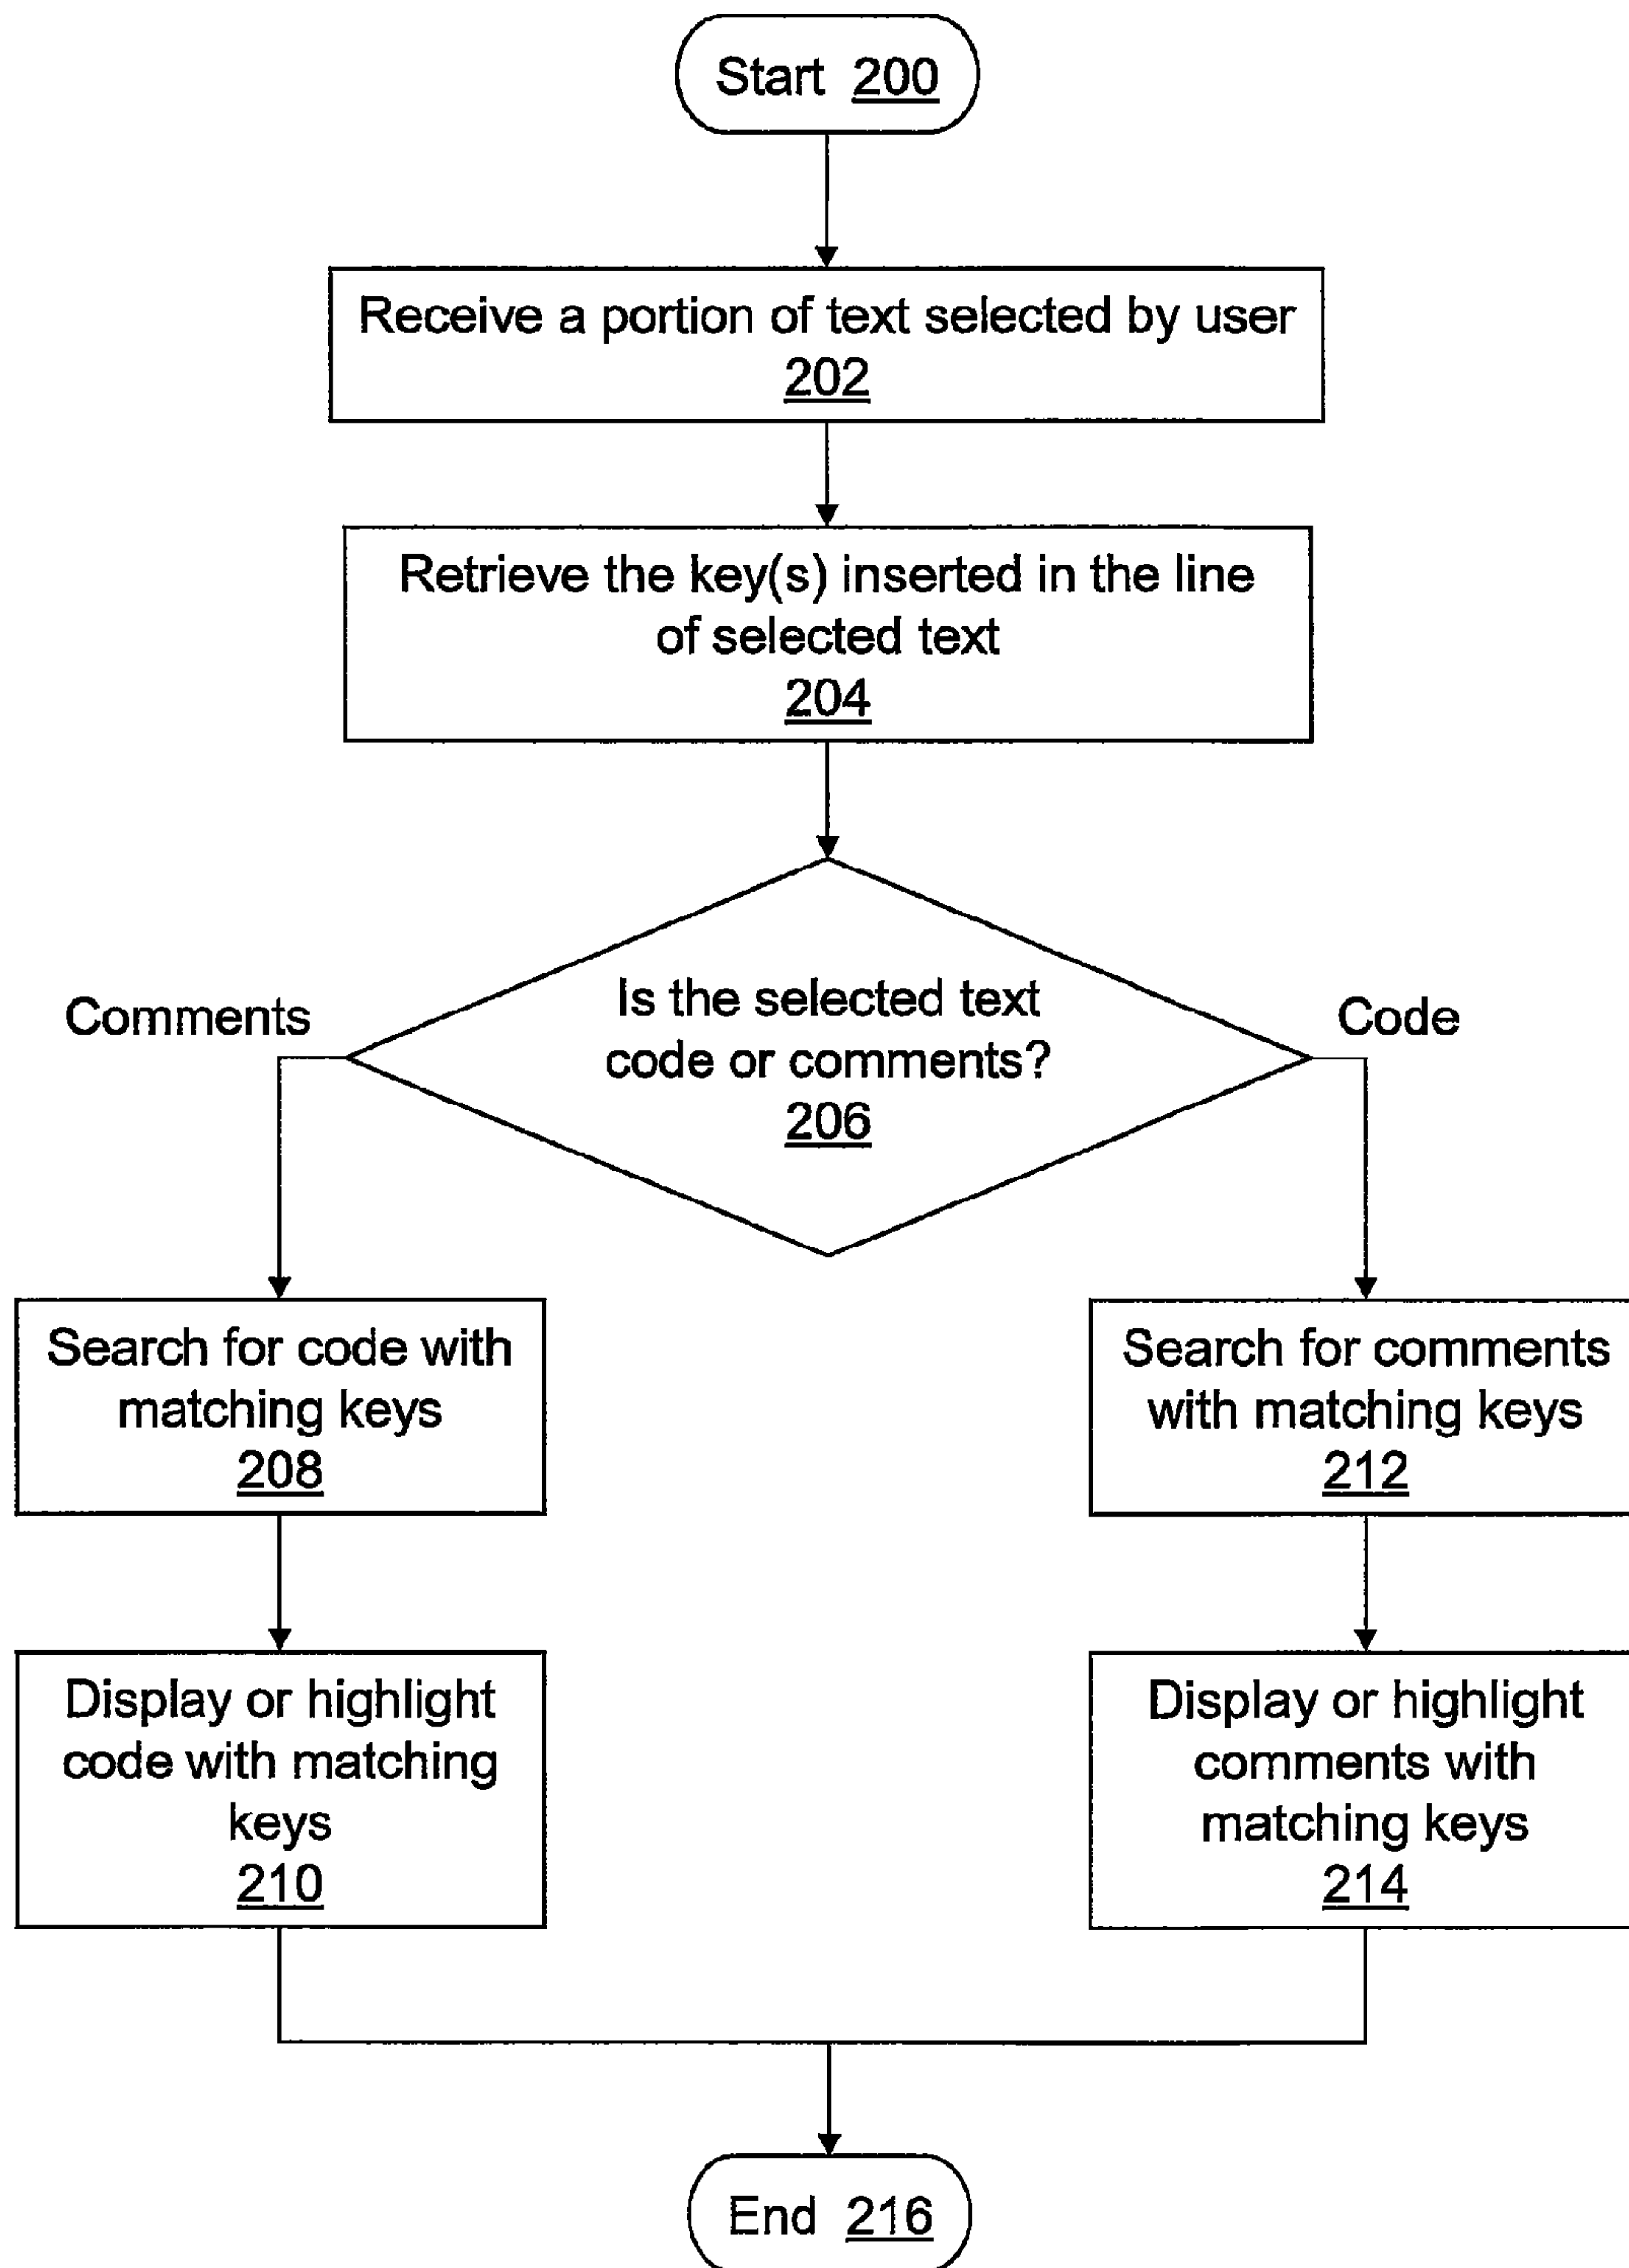 Start 200
Receive a portion of text selected by user
202
Retrieve the key(s) inserted in the line
of selected text
204
Is the selected text
code or comments?
206
Comments
Code
Search for code with
matching keys
208
Search for comments
with matching keys
212
Display or highlight
code with matching
keys
210
Display or highlight
comments with
matching keys
214
End 216